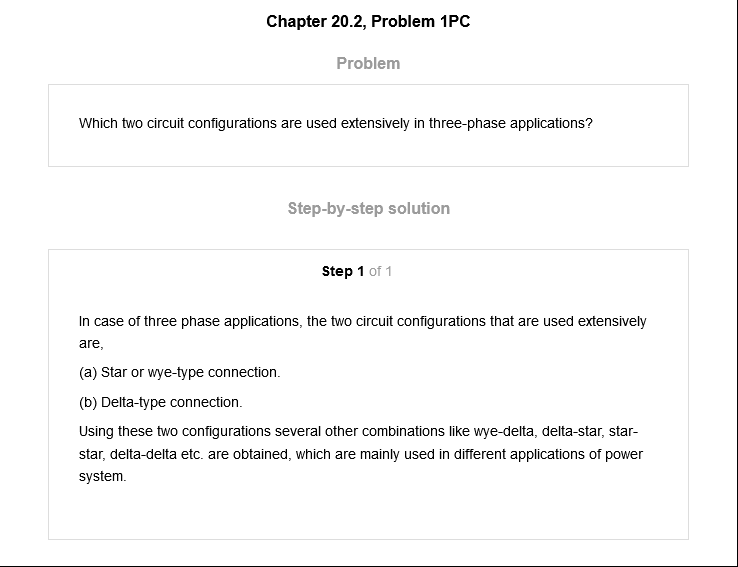 Chapter 20.2, Problem 1PC
Problem
Which two circuit configurations are used extensively in three-phase applications?
Step-by-step solution
Step 1 of 1
In case of three phase applications, the two circuit configurations that are used extensively
are,
(a) Star or wye-type connection.
(b) Delta-type connection.
Using these two configurations several other combinations like wye-delta, delta-star, star-
star, delta-delta etc. are obtained, which are mainly used in different applications of power
system.